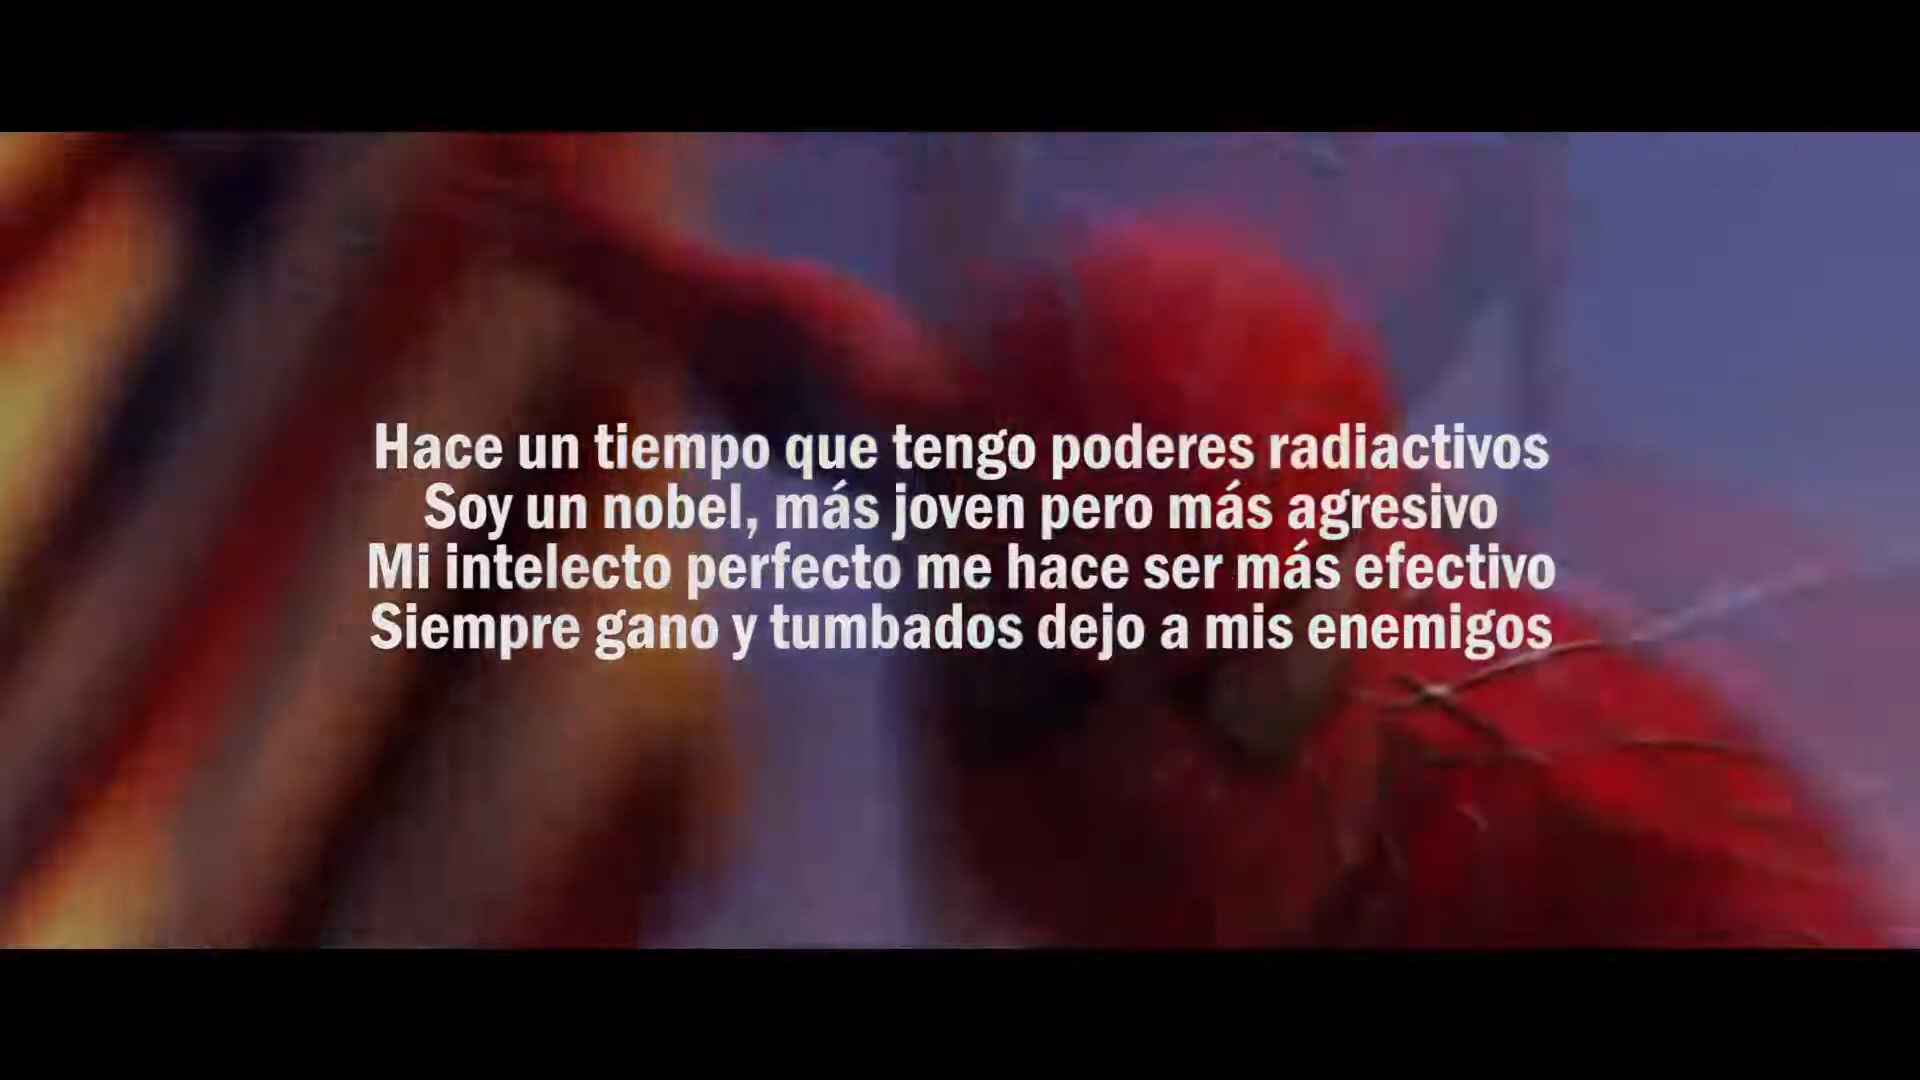 Hace un tiempo que tengo poderes radiactivos
Soy un nobel, más joven pero más agresivo
Mi intelecto perfecto me hace ser más efectivo
Siempre gano y tumbados dejo a mis enemigos